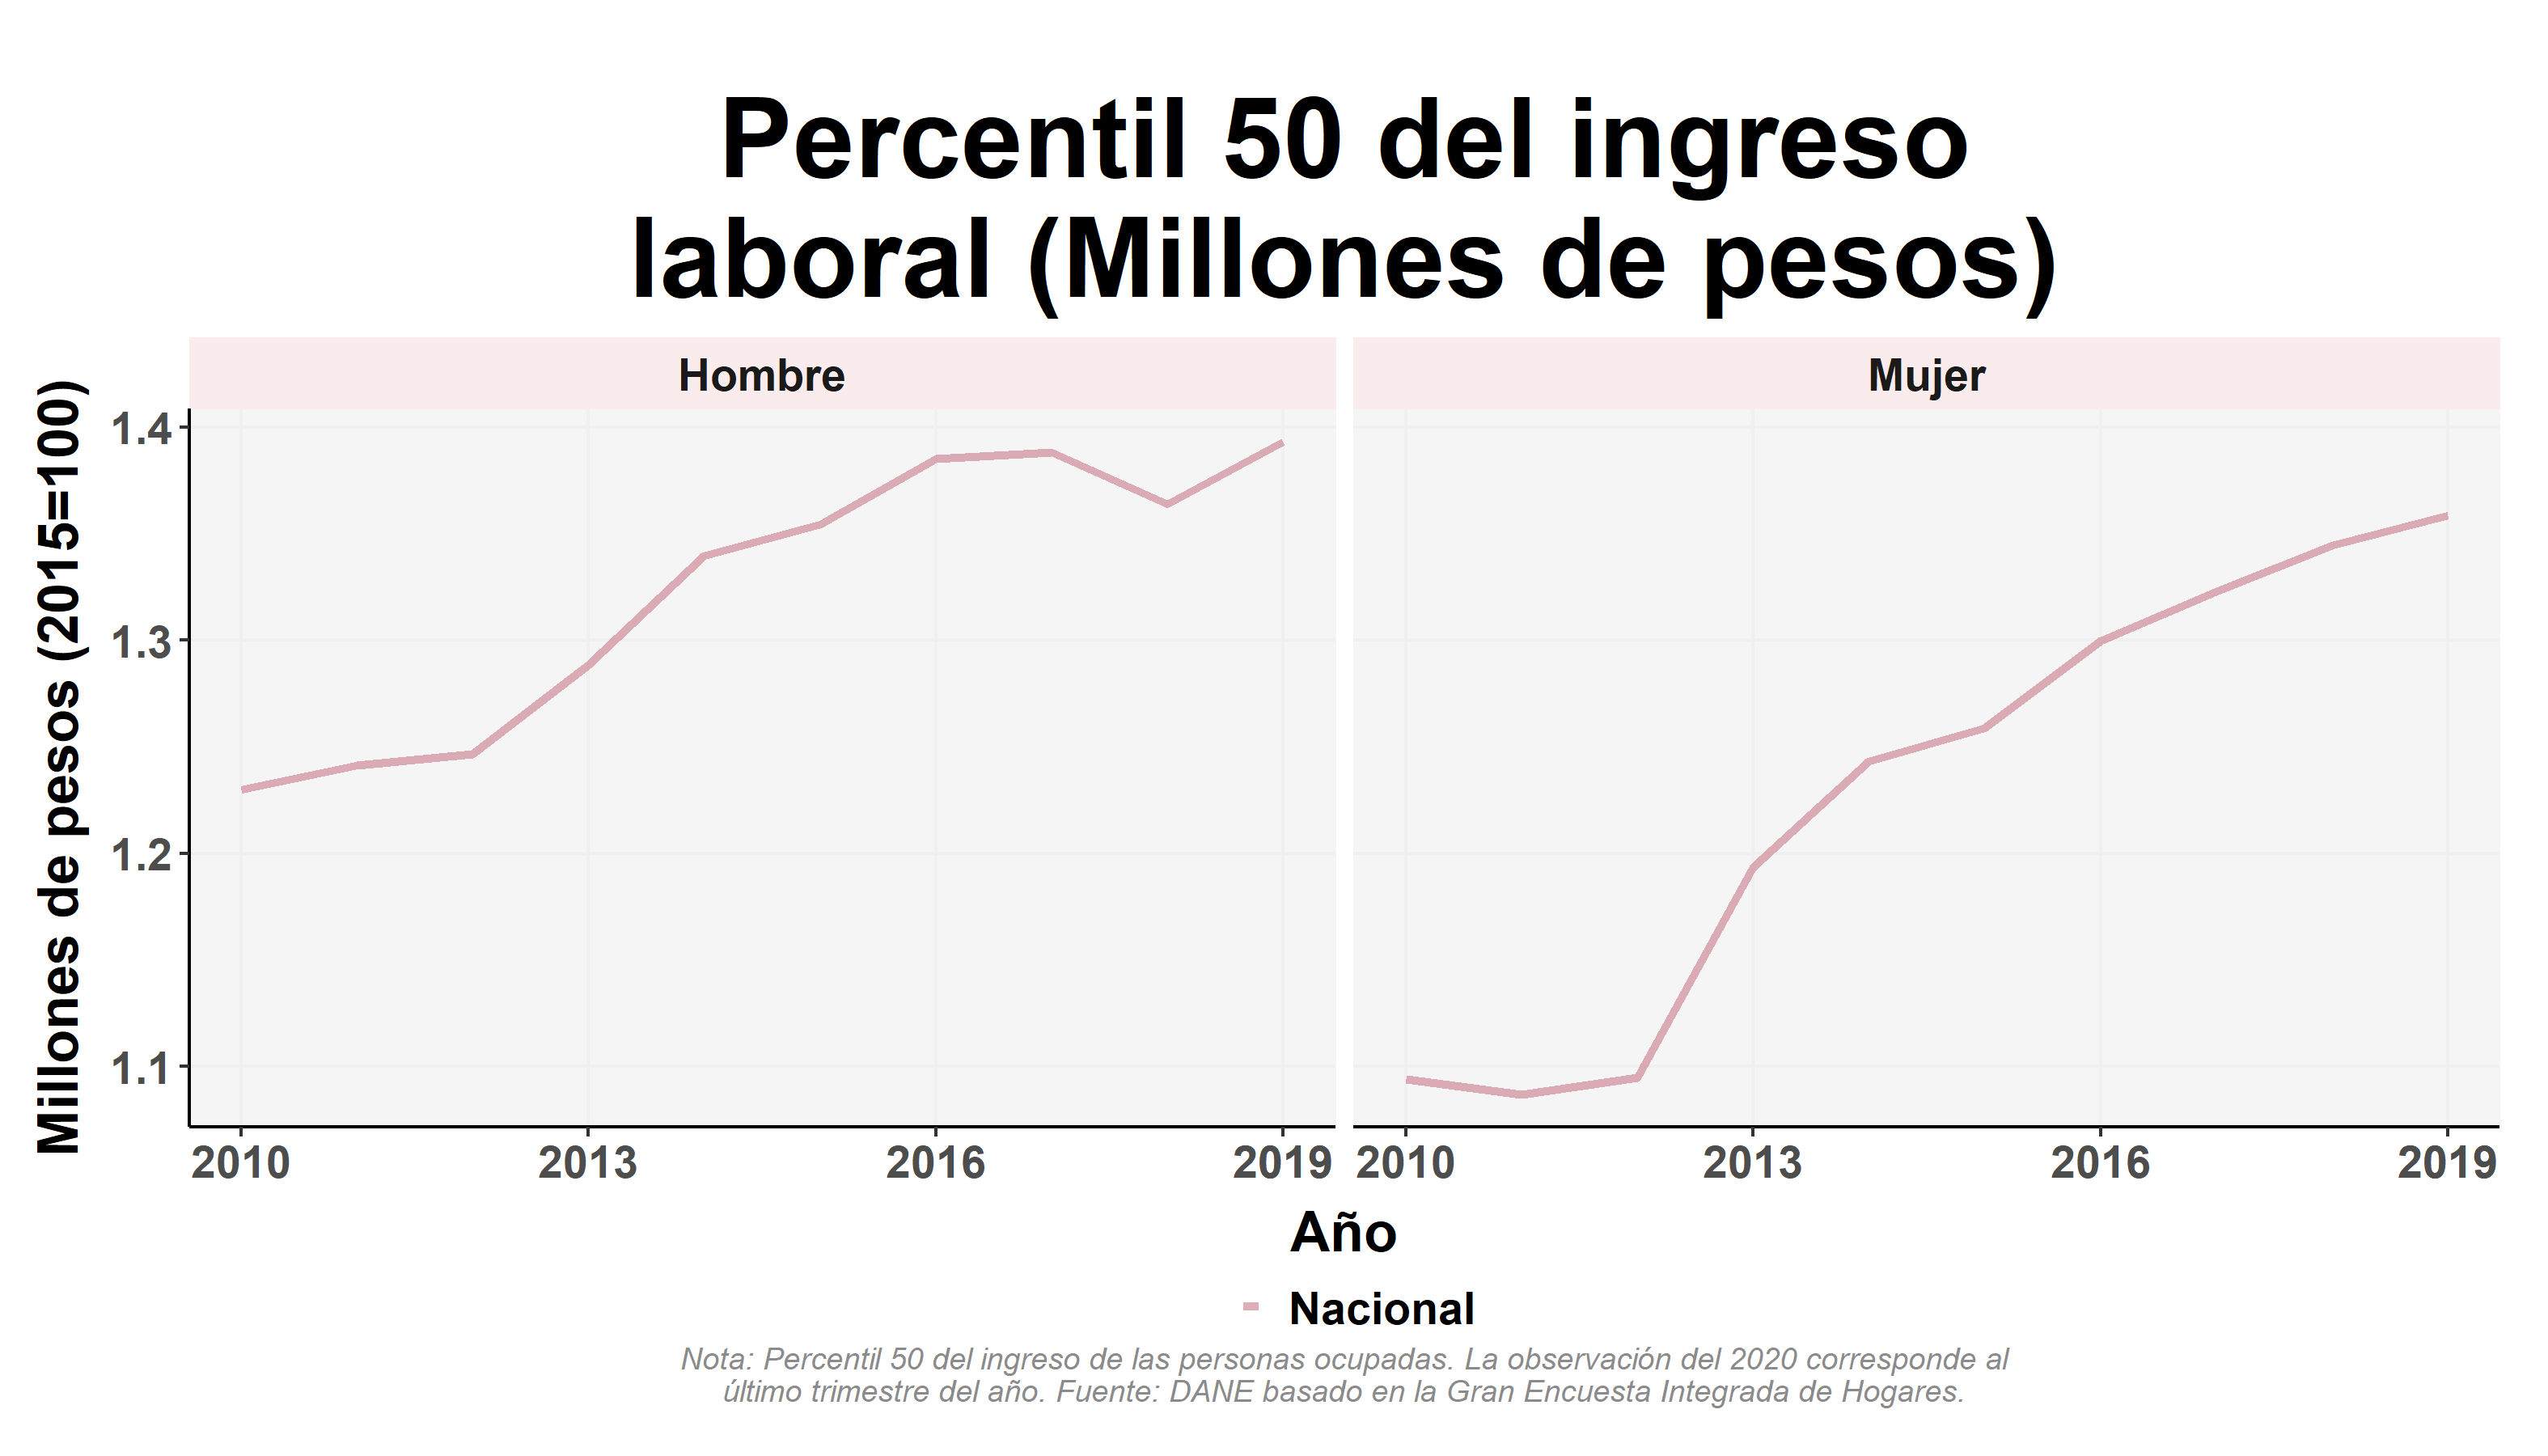 Percentil 50 del ingreso
laboral (Millones de pesos)
Hombre
Mujer
Millones de pesos (2015=100)
1.4
1.3
1.2
1.1
2010
2013
2016
2019
2010
2013
2016
2019
Año
Nacional
Nota: Percentil 50 del ingreso de las personas ocupadas. La observación del 2020 corresponde al
último trimestre del año. Fuente: DANE basado en la Gran Encuesta Integrada de Hogares.